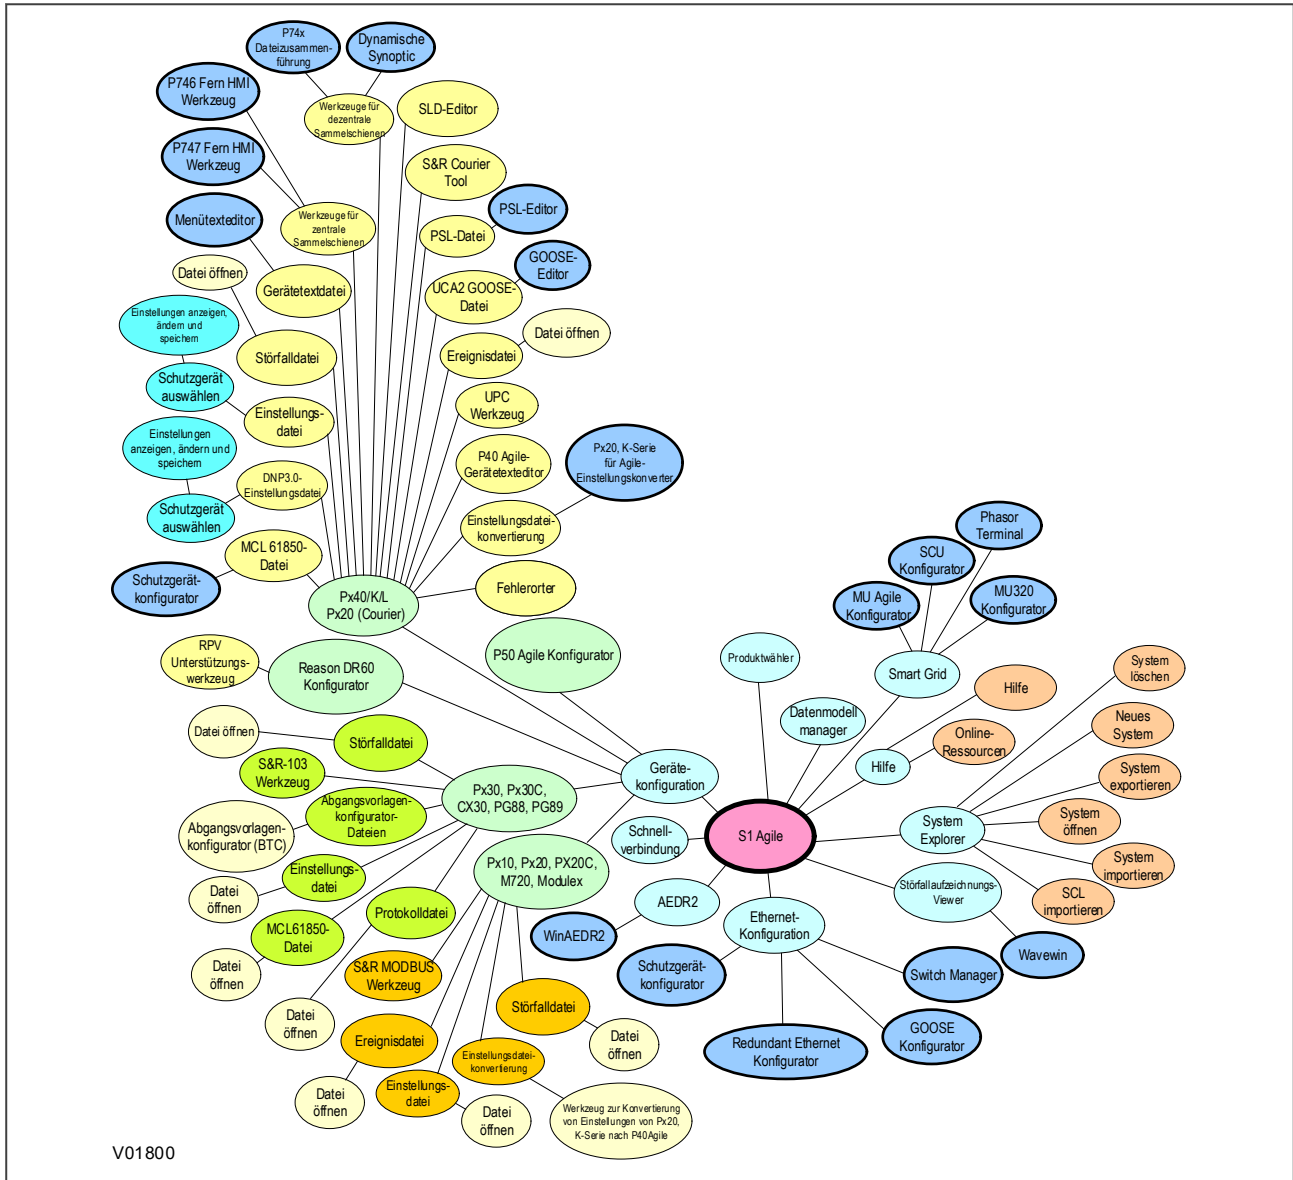 P74x
Dateizusammen-
führung
Dynamische
Synoptic
P746 Fern HMI
Werkzeug
Werkzeuge für
dezentrale
Sammelschienen
SLD-Editor
P747 Fern HMI
Werkzeug
S&R Courier
Tool
Menütexteditor
Werkzeuge für
zentrale
Sammelschienen
PSL-Datei
PSL-Editor
GOOSE-
Editor
Datei öffnen
Gerätetextdatei
UCA2 GOOSE-
Datei
Einstellungen anzeigen,
ändern und
speichern
Störfalldatei
Ereignisdatei
Datei öffnen
Schutzgerät
auswählen
Einstellungs-
datei
UPC
Werkzeug
Einstellungen
anzeigen, ändern und
speichern
DNP3.0-
Einstellungsdatei
P40 Agile-
Gerätetexteditor
Px20, K-Serie
für Agile-
Einstellungskonverter
Schutzgerät
auswählen
Einstellungsdatei-
konvertierung
MCL 61850-
Datei
Schutzgerät-
konfigurator
Px40/K/L
Px20 (Courier)
Fehlerorter
Phasor
Terminal
SCU
Konfigurator
MU Agile
Konfigurator
MU320
Konfigurator
RPV
Unterstützungs-
werkzeug
Reason DR60
Konfigurator
P50 Agile Konfigurator
Produktwähler
Smart Grid
System
löschen
Hilfe
Datenmodell
manager
Neues
System
Online-
Ressourcen
Hilfe
Datei öffnen
Störfalldatei
S&R-103
Werkzeug
Geräte-
konfiguration
System
exportieren
Px30, Px30C,
CX30, PG88, PG89
Abgangsvorlagen-
konfigurator-
Dateien
Abgangsvorlagen-
konfigurator (BTC)
Schnell-
verbindung
S1 Agile
System
Explorer
System
öffnen
System
importieren
SCL
importieren
Einstellungs-
datei
Px10, Px20, PX20C,
M720, Modulex
Datei
öffnen
Störfallaufzeichnungs-
Viewer
AEDR2
Protokolldatei
Ethernet-
Konfiguration
MCL61850-
Datei
WinAEDR2
Wavewin
Datei
öffnen
S&R MODBUS
Werkzeug
Schutzgerät-
konfigurator
Switch Manager
Störfalldatei
Datei
öffnen
Ereignisdatei
Datei
öffnen
Redundant Ethernet
Konfigurator
GOOSE
Konfigurator
Einstellungsdatei-
konvertierung
Einstellungs-
datei
Datei
öffnen
Datei
öffnen
Werkzeug zur Konvertierung
von Einstellungen von Px20,
K-Serie nach P40Agile
V01800